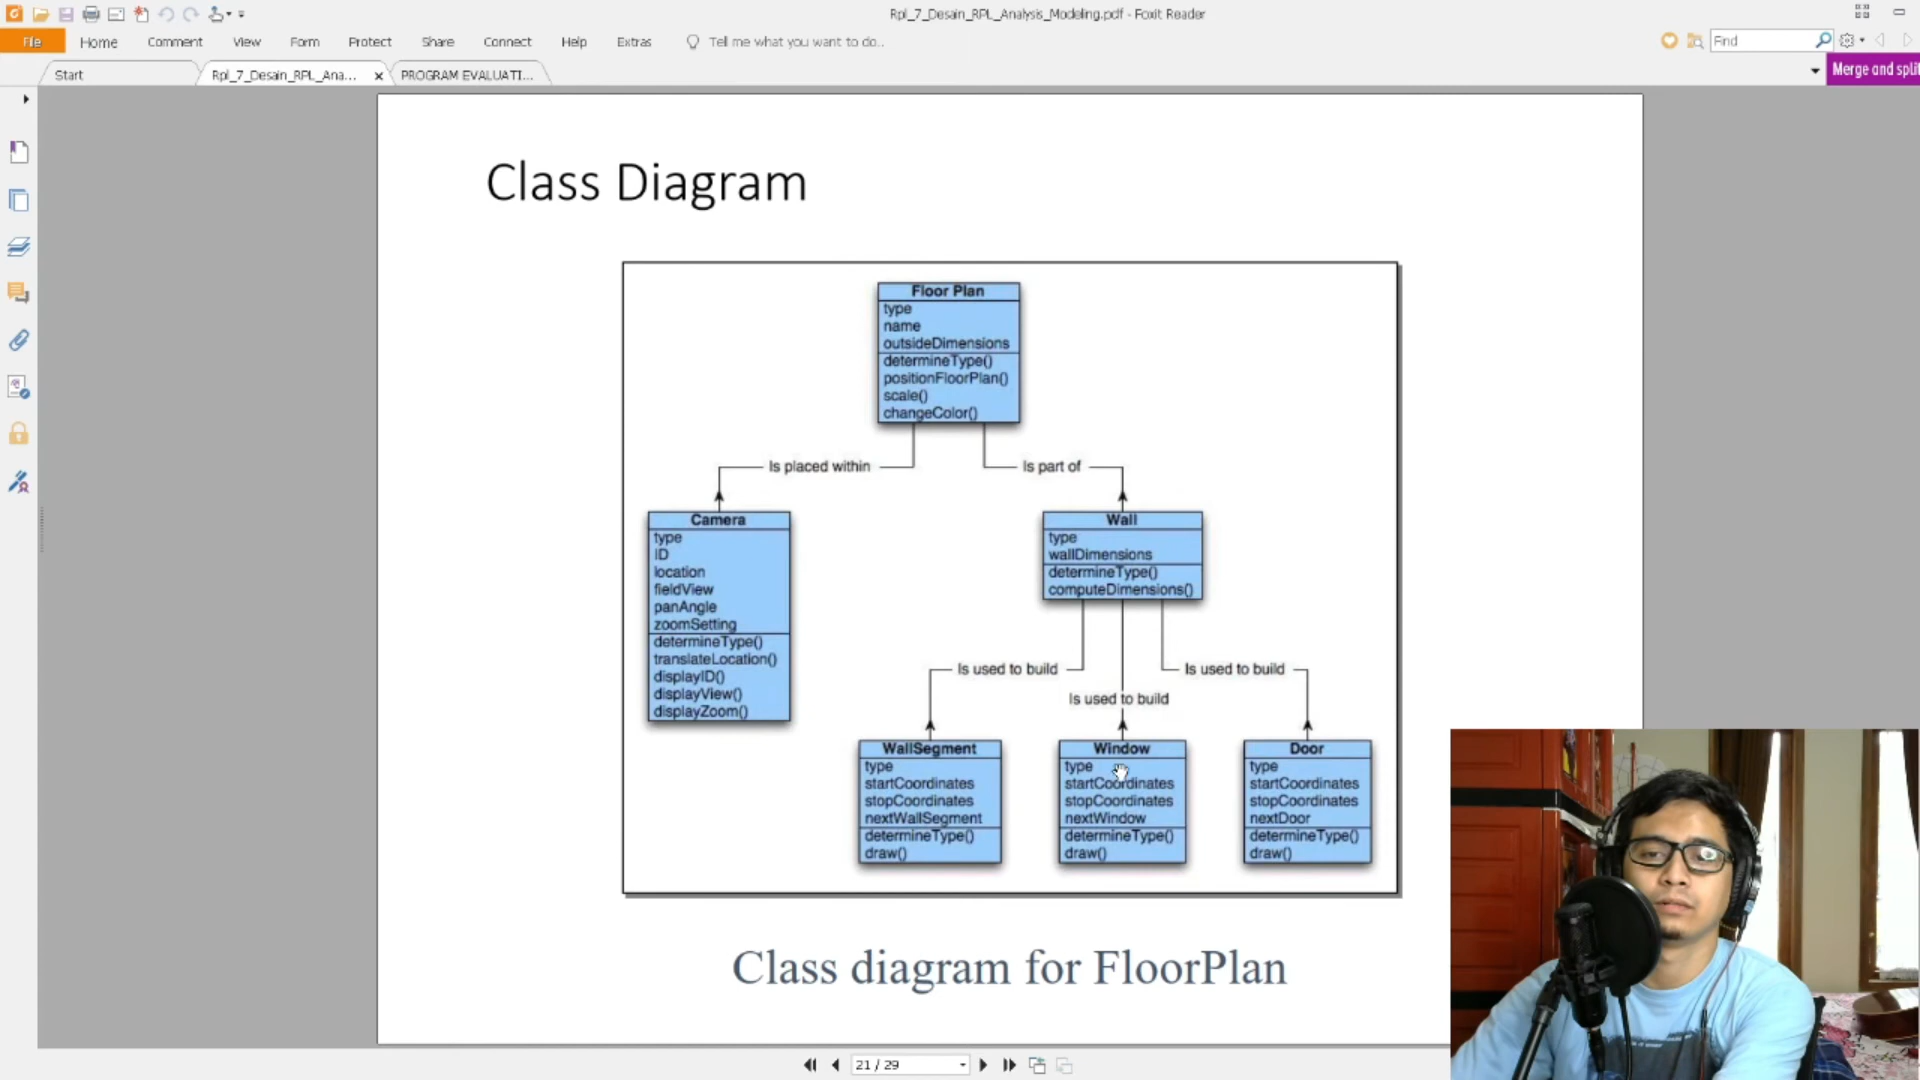 Rpl_7_Desain_RPL_Analysis_Modeling.pdf - Foxit Reader
File Home Comment View Form Protect Share Connect Help Extras Tell me what you want to do.. Find
Start Rpl_7_Desain_RPL_Ana... PROGRAM EVALUATI... Merge and split
Class Diagram
Floor Plan
type
name
outsideDimensions
determineType()
positionFloorPlan()
scale()
changeColor()
Is placed within
Is part of
Camera
type
ID
location
fieldView
panAngle
zoomSetting
determineType()
translateLocation()
displayID()
displayView()
displayZoom()
Wall
type
wallDimensions
determineType()
computeDimensions()
Is used to build
Is used to build
Is used to build
WallSegment
type
startCoordinates
stopCoordinates
nextWallSegment
determineType()
draw()
Window
type
startCoordinates
stopCoordinates
nextWindow
determineType()
draw()
Door
type
startCoordinates
stopCoordinates
nextDoor
determineType()
draw()
Class diagram for FloorPlan
21 / 29